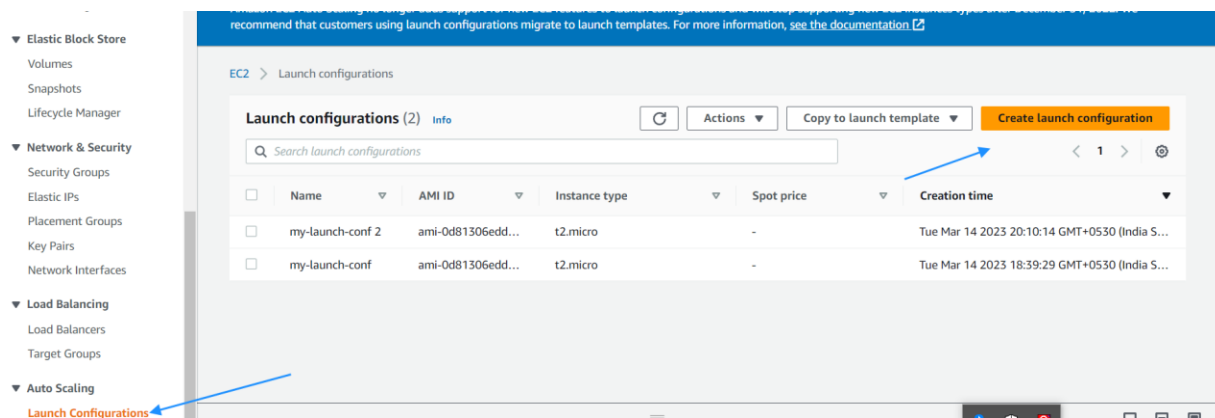 recommend that customers using launch configurations migrate to launch templates. For more information, see the documentation
▼ Elastic Block Store
Volumes
Snapshots
Lifecycle Manager
▼ Network & Security
Security Groups
Elastic IPs
Placement Groups
Key Pairs
Network Interfaces
▼ Load Balancing
Load Balancers
Target Groups
▼ Auto Scaling
Launch Configurations
EC2 > Launch configurations
Launch configurations (2) Info
Actions ▼ Copy to launch template ▼ Create launch configuration
Search launch configurations
< 1 >
Name AMI ID Instance type Spot price Creation time
my-launch-conf 2 ami-0d81306edd... t2.micro - Tue Mar 14 2023 20:10:14 GMT+0530 (India S...
my-launch-conf ami-0d81306edd... t2.micro - Tue Mar 14 2023 18:39:29 GMT+0530 (India S...